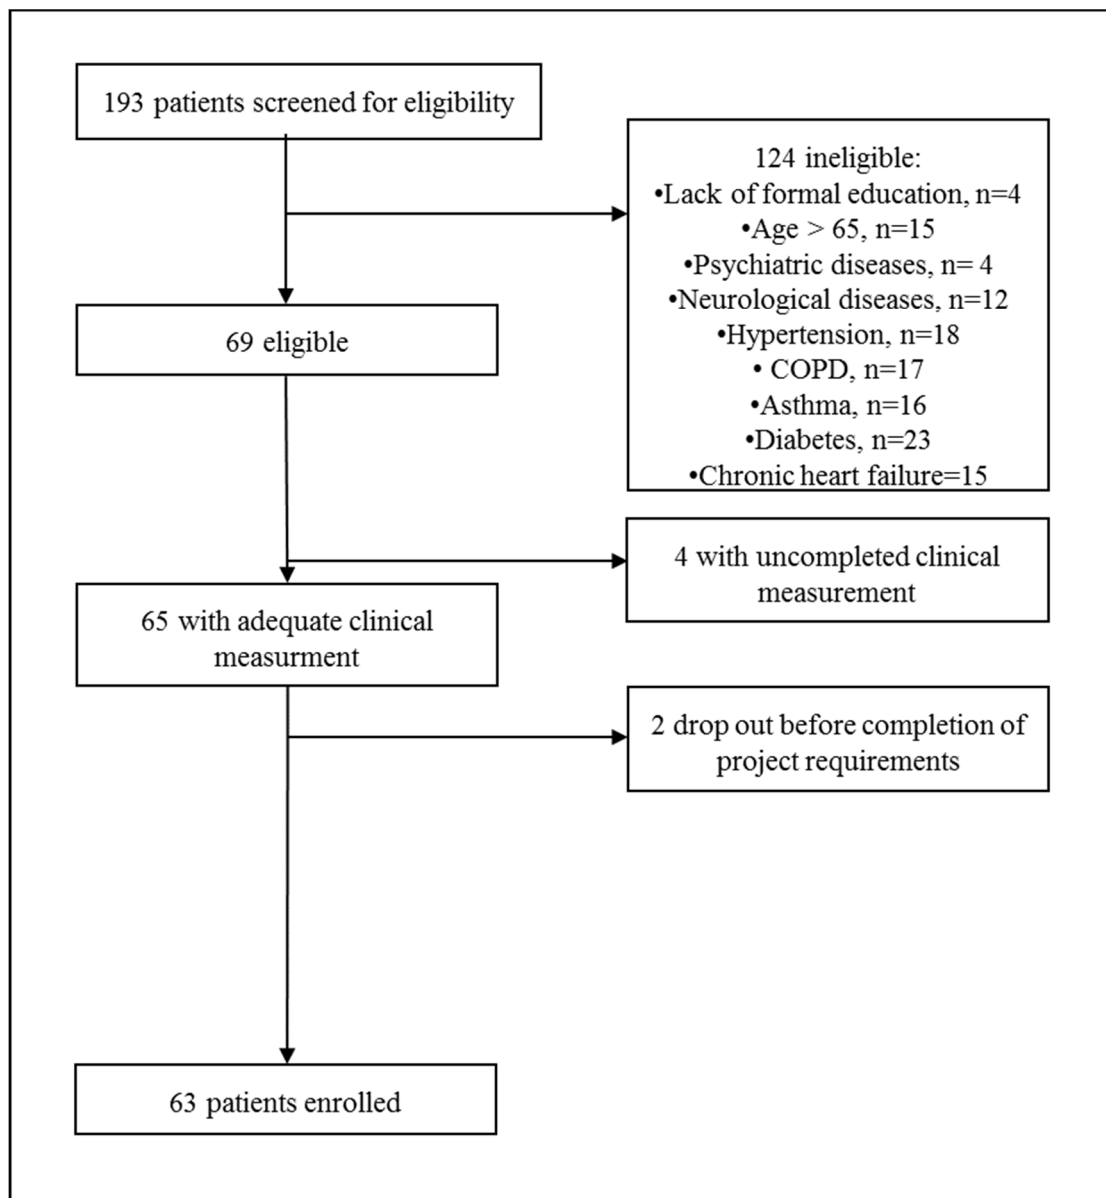 193 patients screened for eligibility
124 ineligible:
•Lack of formal education, n=4
•Age > 65, n=15
•Psychiatric diseases, n= 4
•Neurological diseases, n=12
•Hypertension, n=18
• COPD, n=17
•Asthma, n=16
•Diabetes, n=23
•Chronic heart failure=15
69 eligible
4 with uncompleted clinical
measurement
65 with adequate clinical
measurment
2 drop out before completion of
project requirements
63 patients enrolled